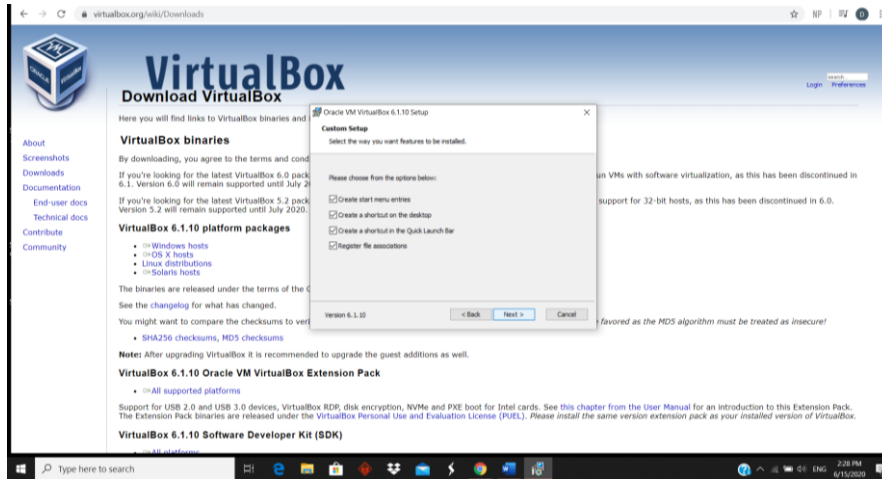 virtualbox.org/wiki/Downloads
NP
D
VirtualBox
search...
Login Preferences
Download VirtualBox
Here you will find links to VirtualBox binaries and
About
Screenshots
Downloads
Documentation
End-user docs
Technical docs
Contribute
Community
VirtualBox binaries
By downloading, you agree to the terms and cond
If you're looking for the latest VirtualBox 6.0 pack un VMs with software virtualization, as this has been discontinued in
6.1. Version 6.0 will remain supported until July 2
If you're looking for the latest VirtualBox 5.2 pack support for 32-bit hosts, as this has been discontinued in 6.0.
Version 5.2 will remain supported until July 2020.
VirtualBox 6.1.10 platform packages
Windows hosts
OS X hosts
Linux distributions
Solaris hosts
The binaries are released under the terms of the
See the changelog for what has changed.
You might want to compare the checksums to veri favored as the MD5 algorithm must be treated as insecure!
SHA256 checksums, MD5 checksums
Note: After upgrading VirtualBox it is recommended to upgrade the guest additions as well.
VirtualBox 6.1.10 Oracle VM VirtualBox Extension Pack
All supported platforms
Support for USB 2.0 and USB 3.0 devices, VirtualBox RDP, disk encryption, NVMe and PXE boot for Intel cards. See this chapter from the User Manual for an introduction to this Extension Pack.
The Extension Pack binaries are released under the VirtualBox Personal Use and Evaluation License (PUEL). Please install the same version extension pack as your installed version of VirtualBox.
VirtualBox 6.1.10 Software Developer Kit (SDK)
All platforms
Oracle VM VirtualBox 6.1.10 Setup
Custom Setup
Select the way you want features to be installed.
Please choose from the options below:
Create start menu entries
Create a shortcut on the desktop
Create a shortcut in the Quick Launch Bar
Register file associations
Version 6.1.10
< Back
Next >
Cancel
Type here to search
ENG
2:28 PM
6/15/2020